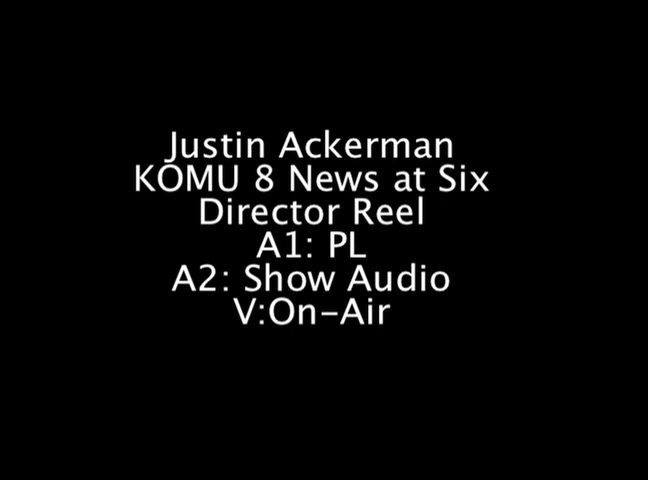 Justin Ackerman
KOMU 8 News at Six
Director Reel
A1: PL
A2: Show Audio
V:On-Air